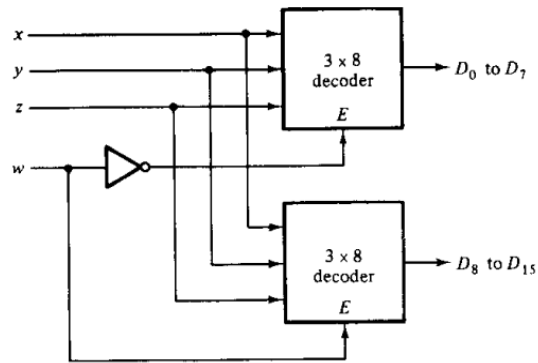 x
y
z
w
3 x 8
decoder
E
D₀ to D₇
3 x 8
decoder
E
D₈ to D₁₅